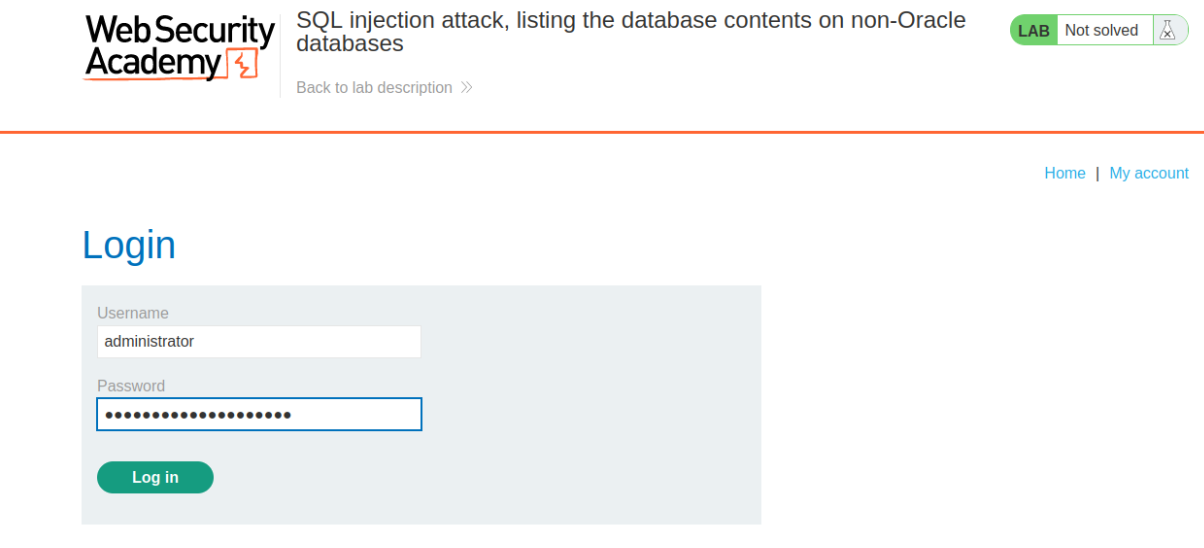 Web Security
Academy
SQL injection attack, listing the database contents on non-Oracle
databases
Back to lab description
LAB Not solved
Home | My account
Login
Username
administrator
Password
••••••••••••••••••••
Log in